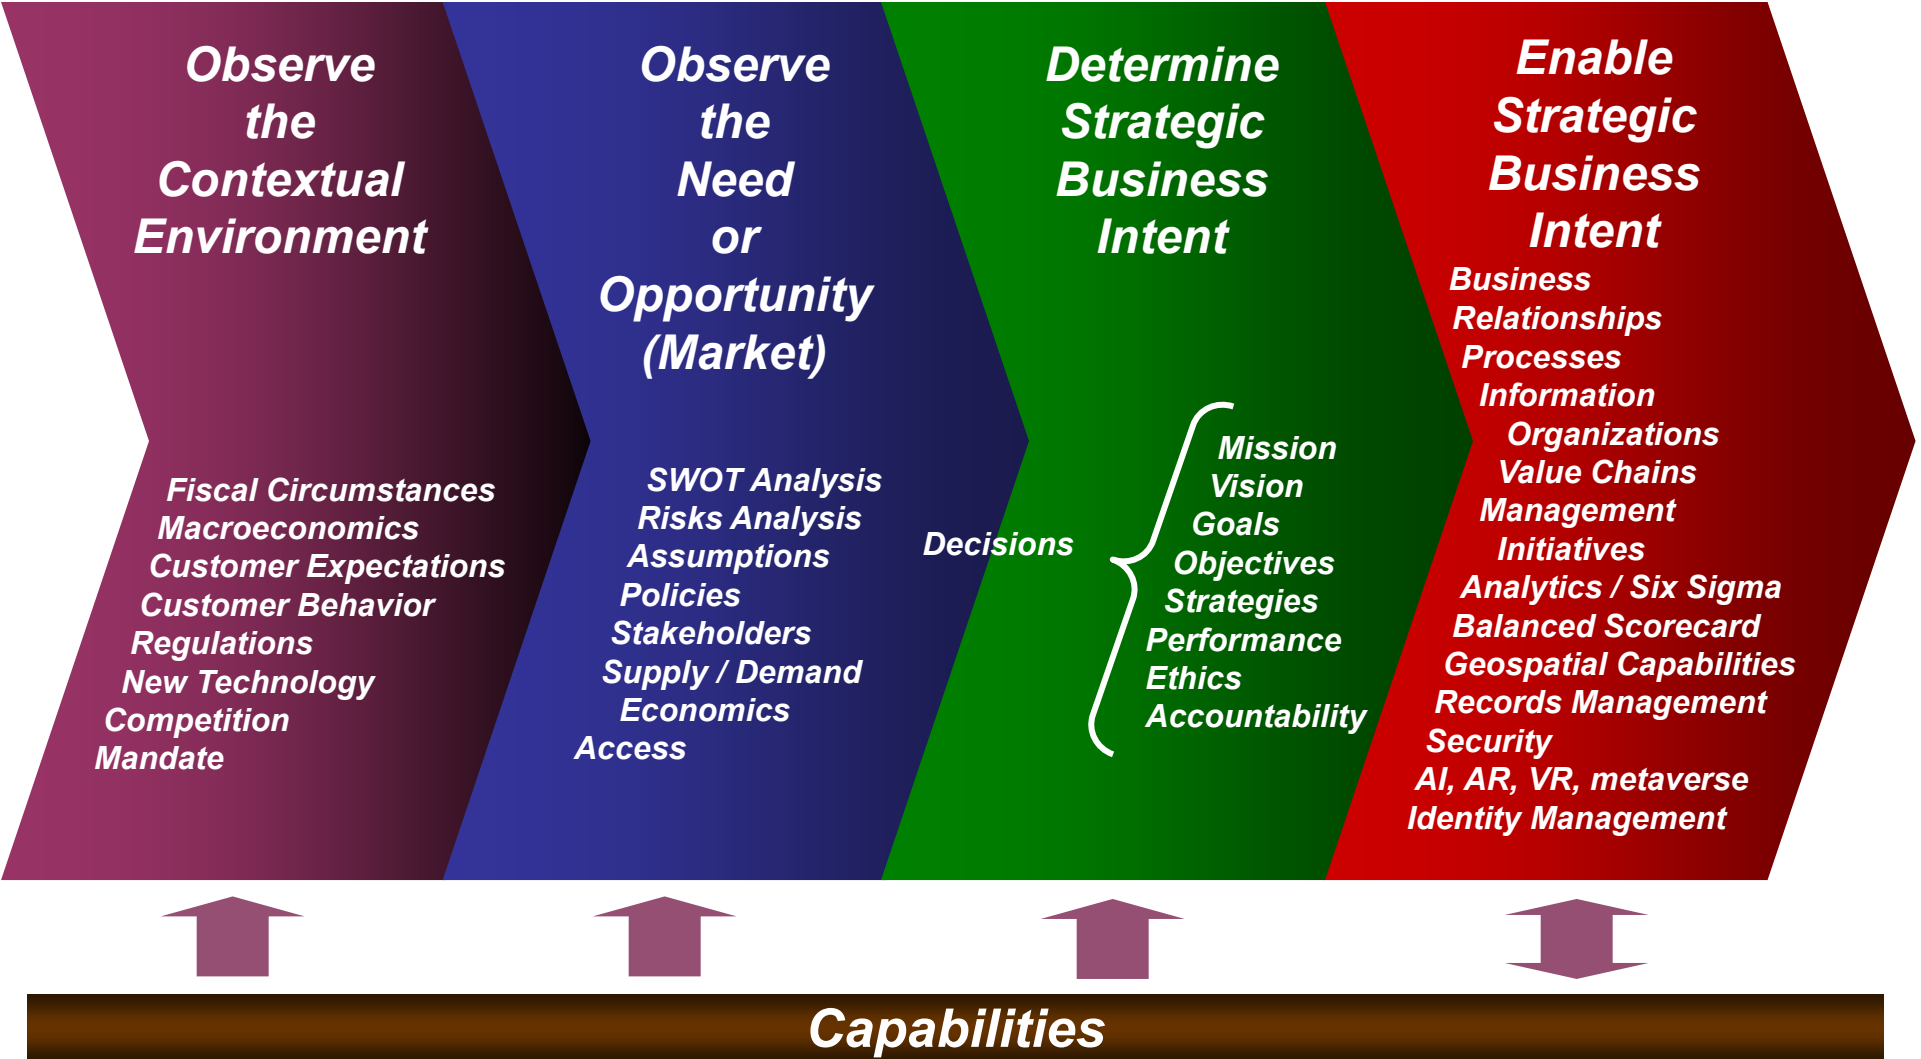 Observe
the
Contextual
Environment
Fiscal Circumstances
Macroeconomics
Customer Expectations
Customer Behavior
Regulations
New Technology
Competition
Mandate
Observe
the
Need
or
Opportunity
(Market)
SWOT Analysis
Risks Analysis
Assumptions
Policies
Stakeholders
Supply / Demand
Economics
Access
Determine
Strategic
Business
Intent
Decisions
Mission
Vision
Goals
Objectives
Strategies
Performance
Ethics
Accountability
Enable
Strategic
Business
Intent
Business
Relationships
Processes
Information
Organizations
Value Chains
Management
Initiatives
Analytics / Six Sigma
Balanced Scorecard
Geospatial Capabilities
Records Management
Security
AI, AR, VR, metaverse
Identity Management
Capabilities